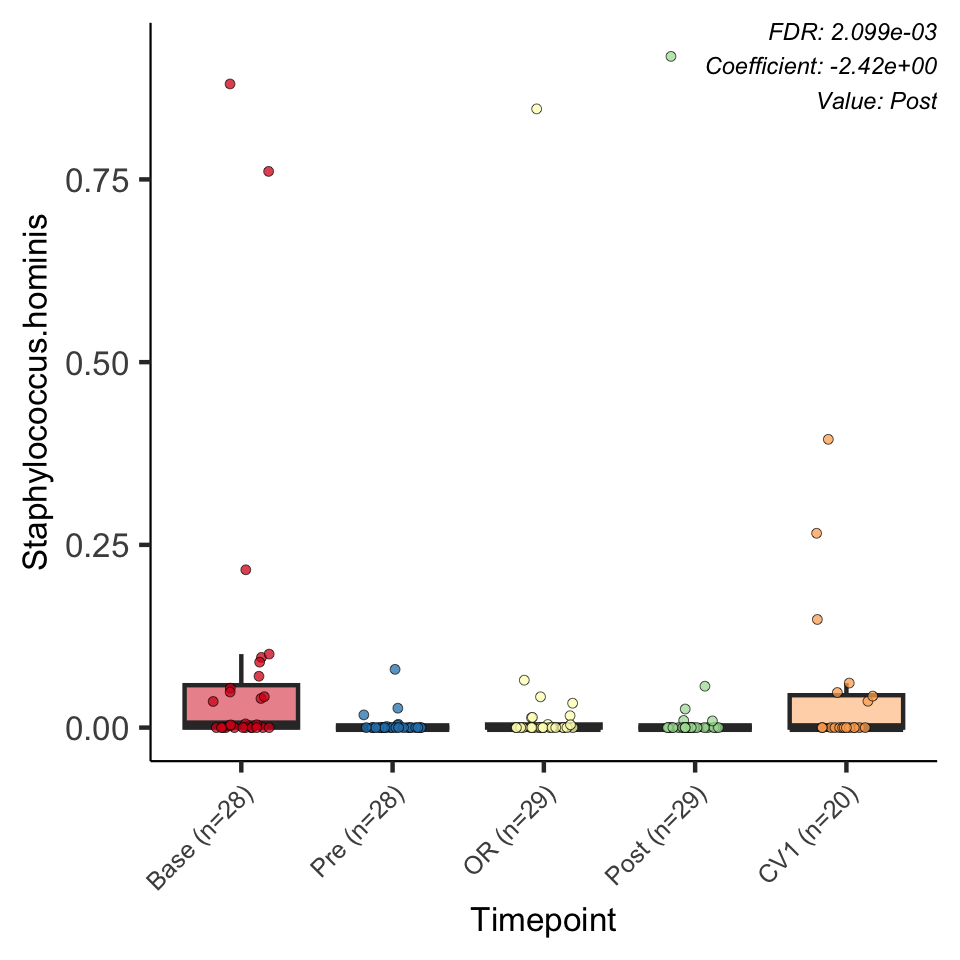 FDR: 2.099e-03
Coefficient: -2.42e+00
Value: Post
Staphylococcus.hominis
0.75
0.50
0.25
0.00
Base (n=28)
Pre (n=28)
OR (n=29)
Post (n=29)
CV1 (n=20)
Timepoint